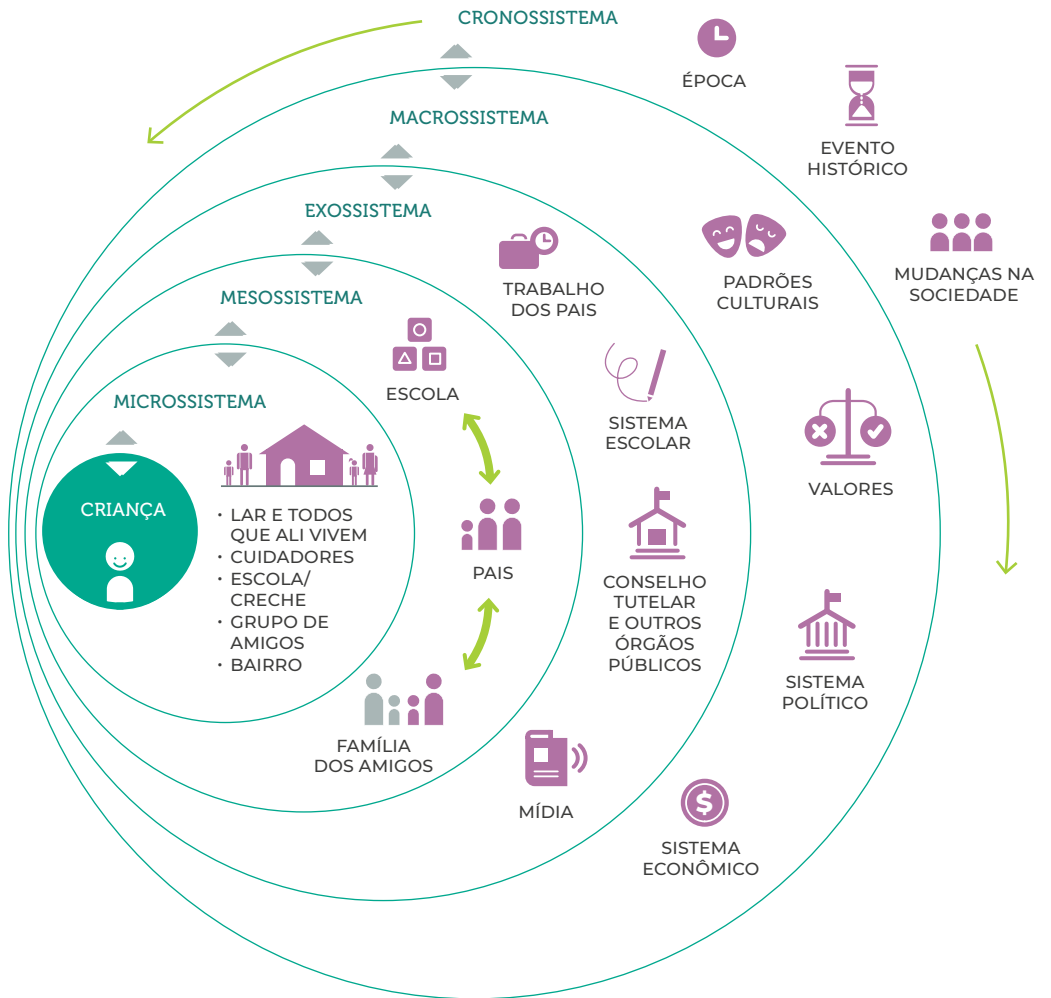 CRONOSSISTEMA
ÉPOCA
EVENTO
HISTÓRICO
MUDANÇAS NA
SOCIEDADE
MACROSSISTEMA
PADRÕES
CULTURAIS
VALORES
SISTEMA
POLÍTICO
SISTEMA
ECONÔMICO
EXOSSISTEMA
TRABALHO
DOS PAIS
SISTEMA
ESCOLAR
CONSELHO
TUTELAR
E OUTROS
ÓRGÃOS
PÚBLICOS
MÍDIA
MESOSSISTEMA
ESCOLA
PAIS
FAMÍLIA
DOS AMIGOS
MICROSSISTEMA
· LAR E TODOS
QUE ALI VIVEM
· CUIDADORES
· ESCOLA/
CRECHE
· GRUPO DE
AMIGOS
· BAIRRO
CRIANÇA
$